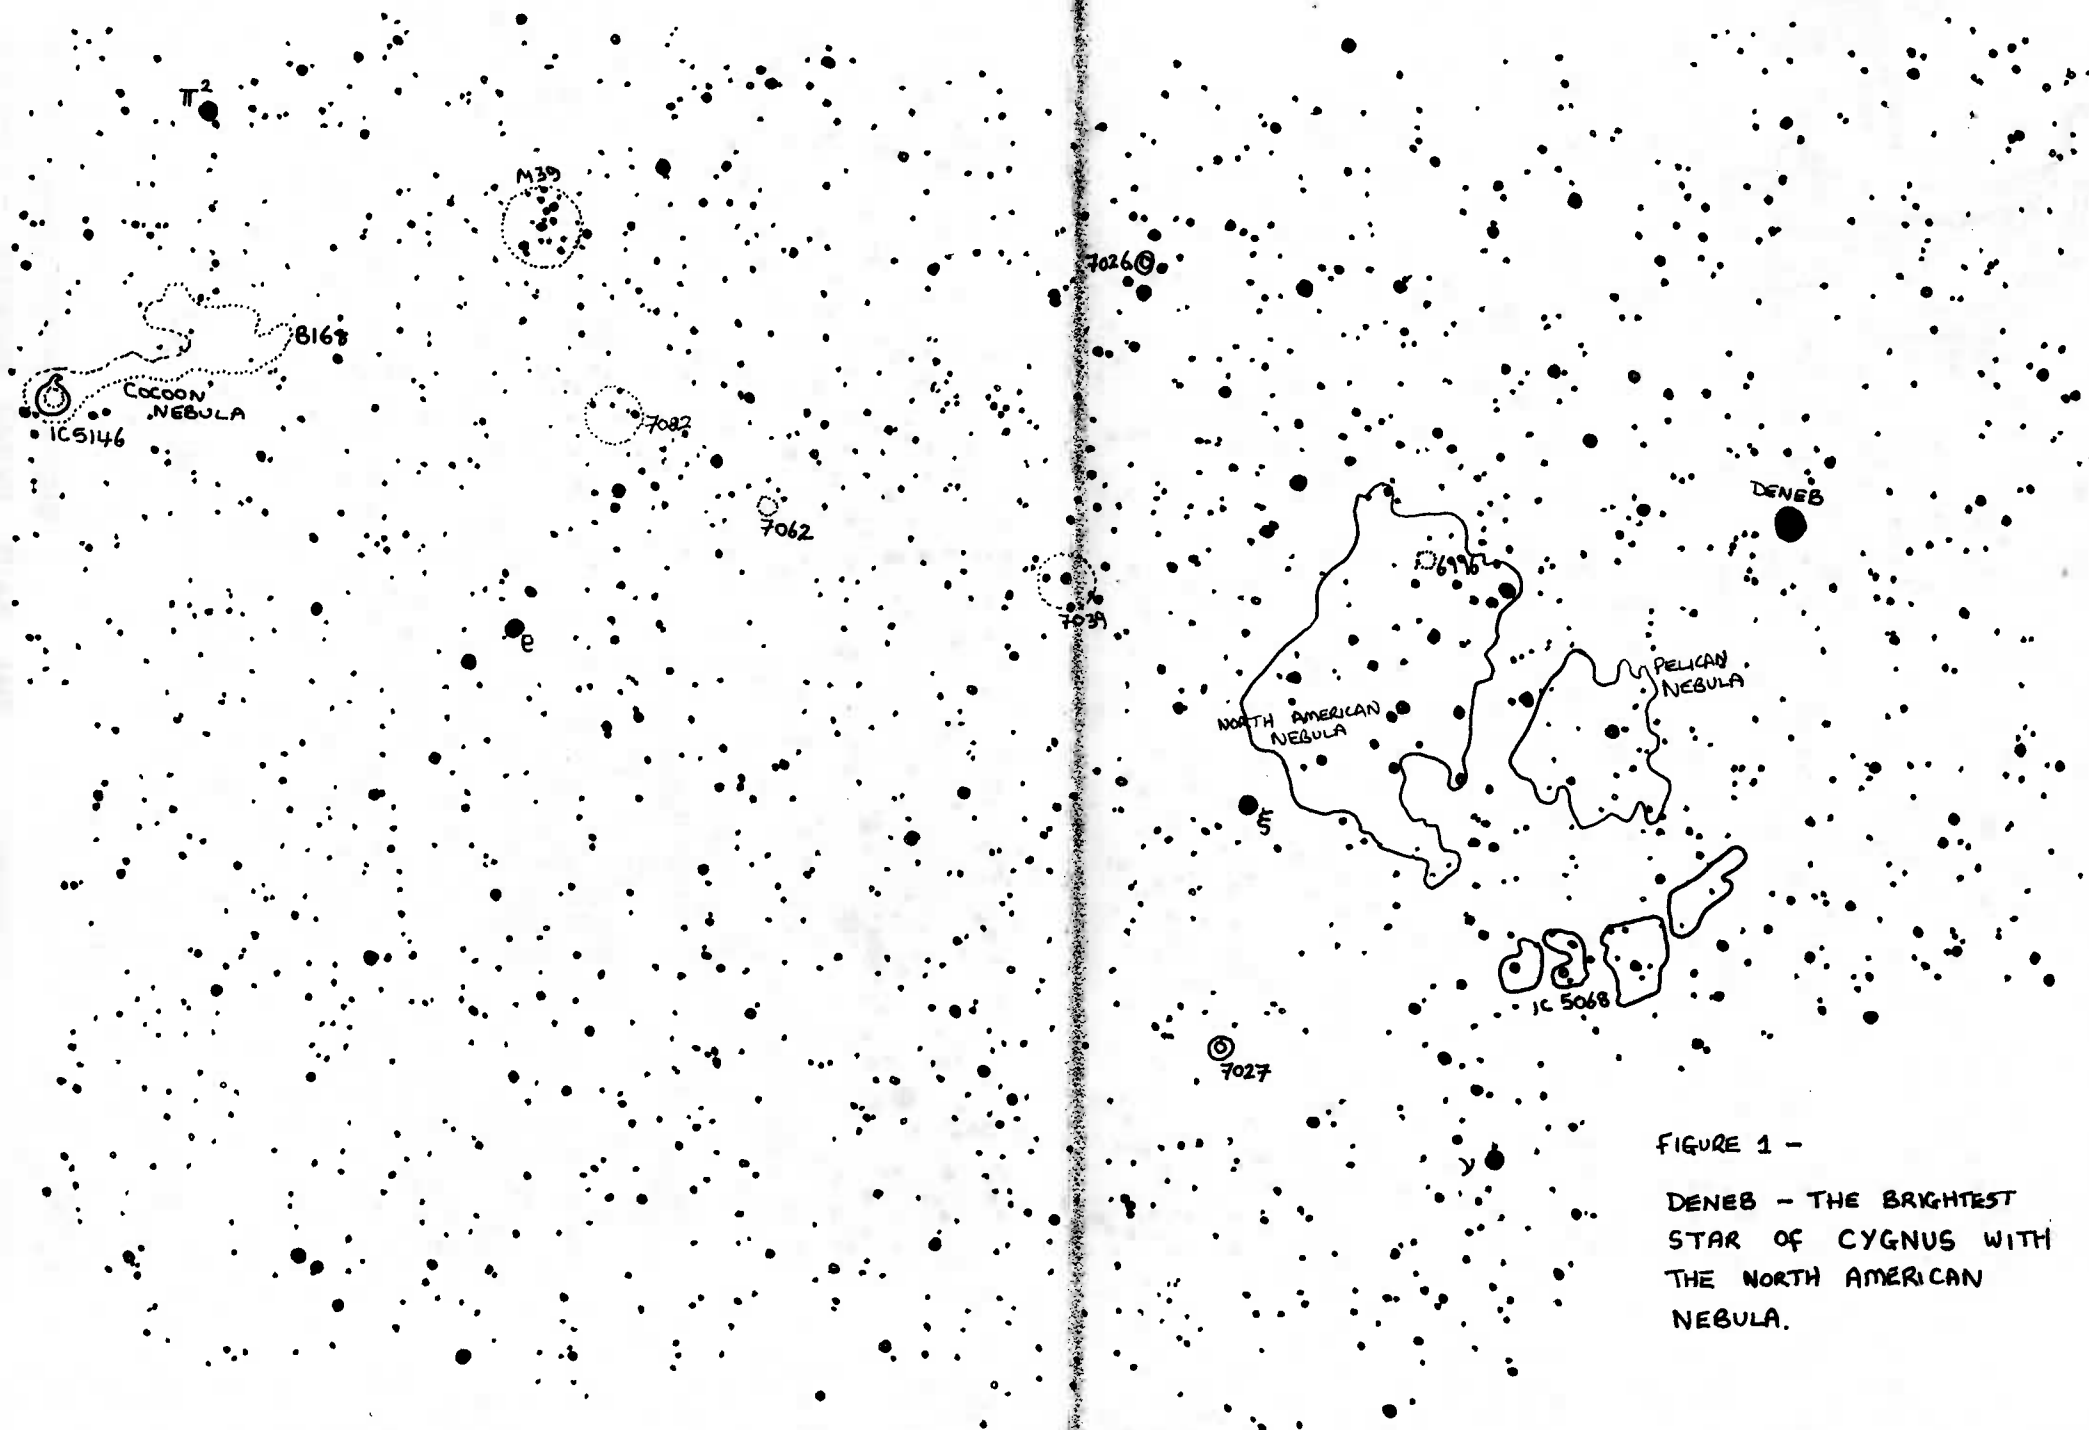 π²
M39
7026
B168
COCOON
NEBULA
IC5146
7082
7062
DENEB
6996
7039
ρ
PELICAN
NEBULA
NORTH AMERICAN
NEBULA
ξ
IC 5068
7027
ν
FIGURE 1 -
DENEB - THE BRIGHTEST
STAR OF CYGNUS WITH
THE NORTH AMERICAN
NEBULA.